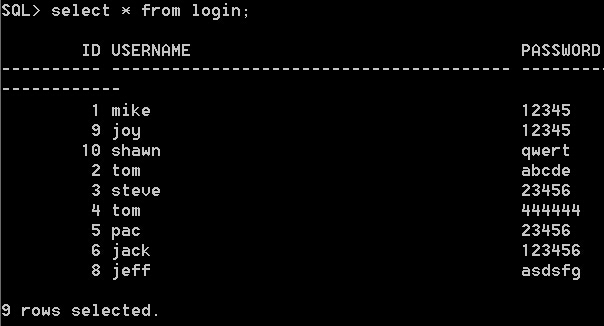 SQL> select * from login;
ID USERNAME PASSWORD
---------- ---------------------------------------- ---------
------------
1 mike 12345
9 joy 12345
10 shawn qwert
2 tom abcde
3 steve 23456
4 tom 444444
5 pac 23456
6 jack 123456
8 jeff asdsfg
9 rows selected.